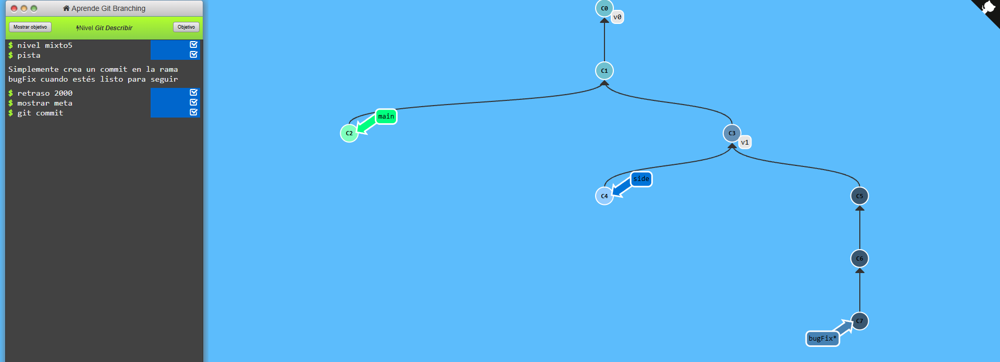 Aprende Git Branching
Mostrar objetivo
Nivel Git Describir
Objetivo
$ nivel mixto5
$ pista
Simplemente crea un commit en la rama
bugFix cuando estés listo para seguir
$ retraso 2000
$ mostrar meta
$ git commit
C0
v0
C1
main
C2
C3
v1
side
C4
C5
C6
C7
bugFix*